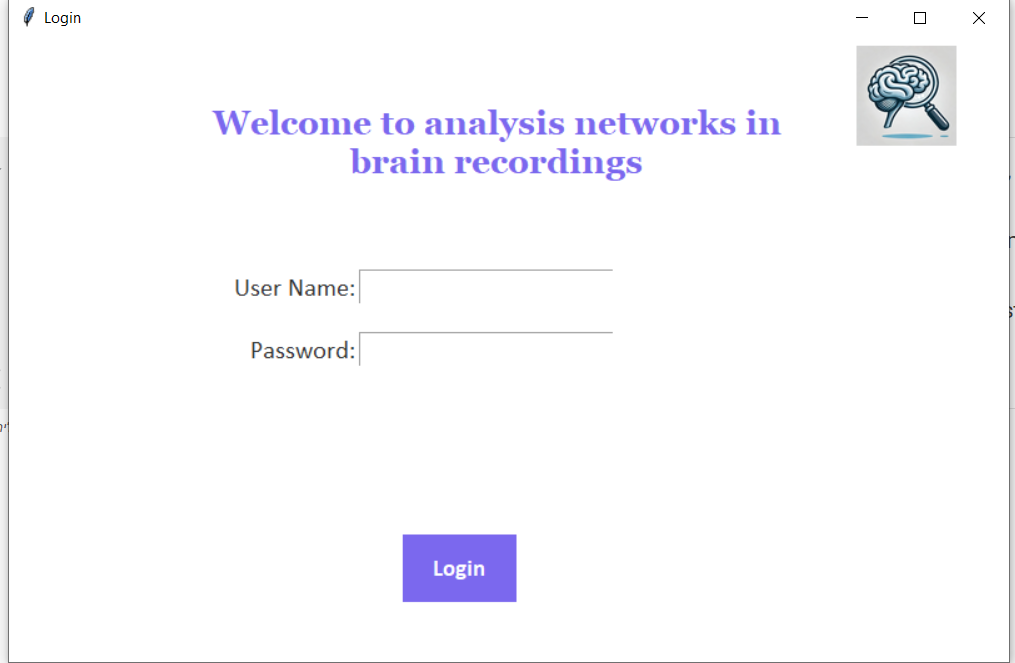 Login
Welcome to analysis networks in
brain recordings
User Name:
Password:
Login